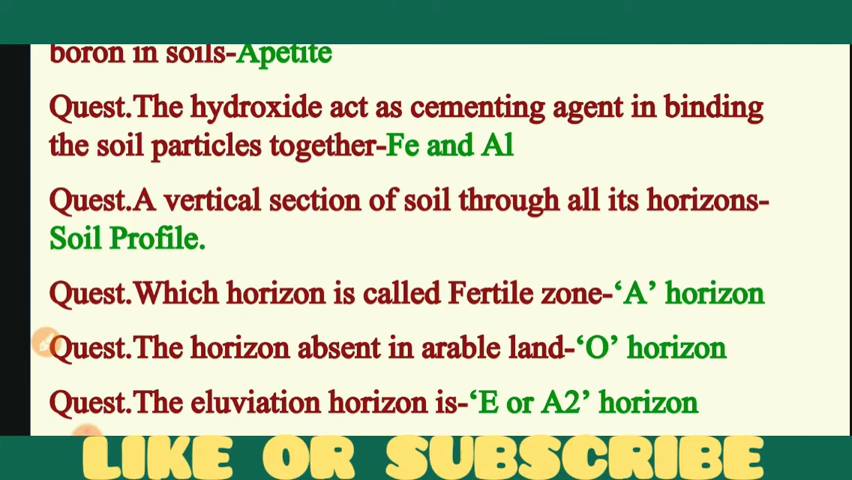 boron in soils-Apetite
Quest.The hydroxide act as cementing agent in binding
the soil particles together-Fe and Al
Quest.A vertical section of soil through all its horizons-
Soil Profile.
Quest.Which horizon is called Fertile zone-‘A’ horizon
Quest.The horizon absent in arable land-‘O’ horizon
Quest.The eluviation horizon is-‘E or A2’ horizon
LIKE OR SUBSCRIBE